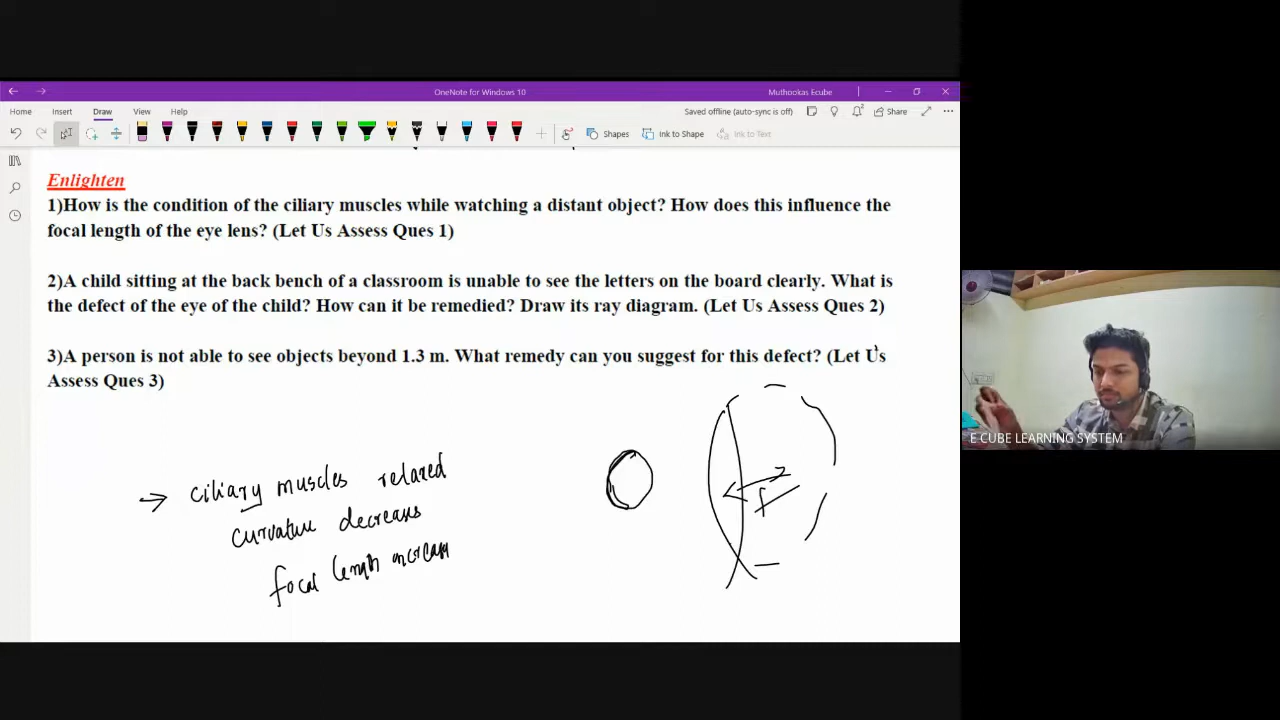 OneNote for Windows 10
Muthookas Ecube
Home Insert Draw View Help
Saved offline (auto-sync is off)
Share
Shapes
Ink to Shape
Ink to Text
Enlighten
1)How is the condition of the ciliary muscles while watching a distant object? How does this influence the
focal length of the eye lens? (Let Us Assess Ques 1)
2)A child sitting at the back bench of a classroom is unable to see the letters on the board clearly. What is
the defect of the eye of the child? How can it be remedied? Draw its ray diagram. (Let Us Assess Ques 2)
3)A person is not able to see objects beyond 1.3 m. What remedy can you suggest for this defect? (Let Us
Assess Ques 3)
ciliary muscles relaxed
curvature decreases
focal length increases
f
E CUBE LEARNING SYSTEM